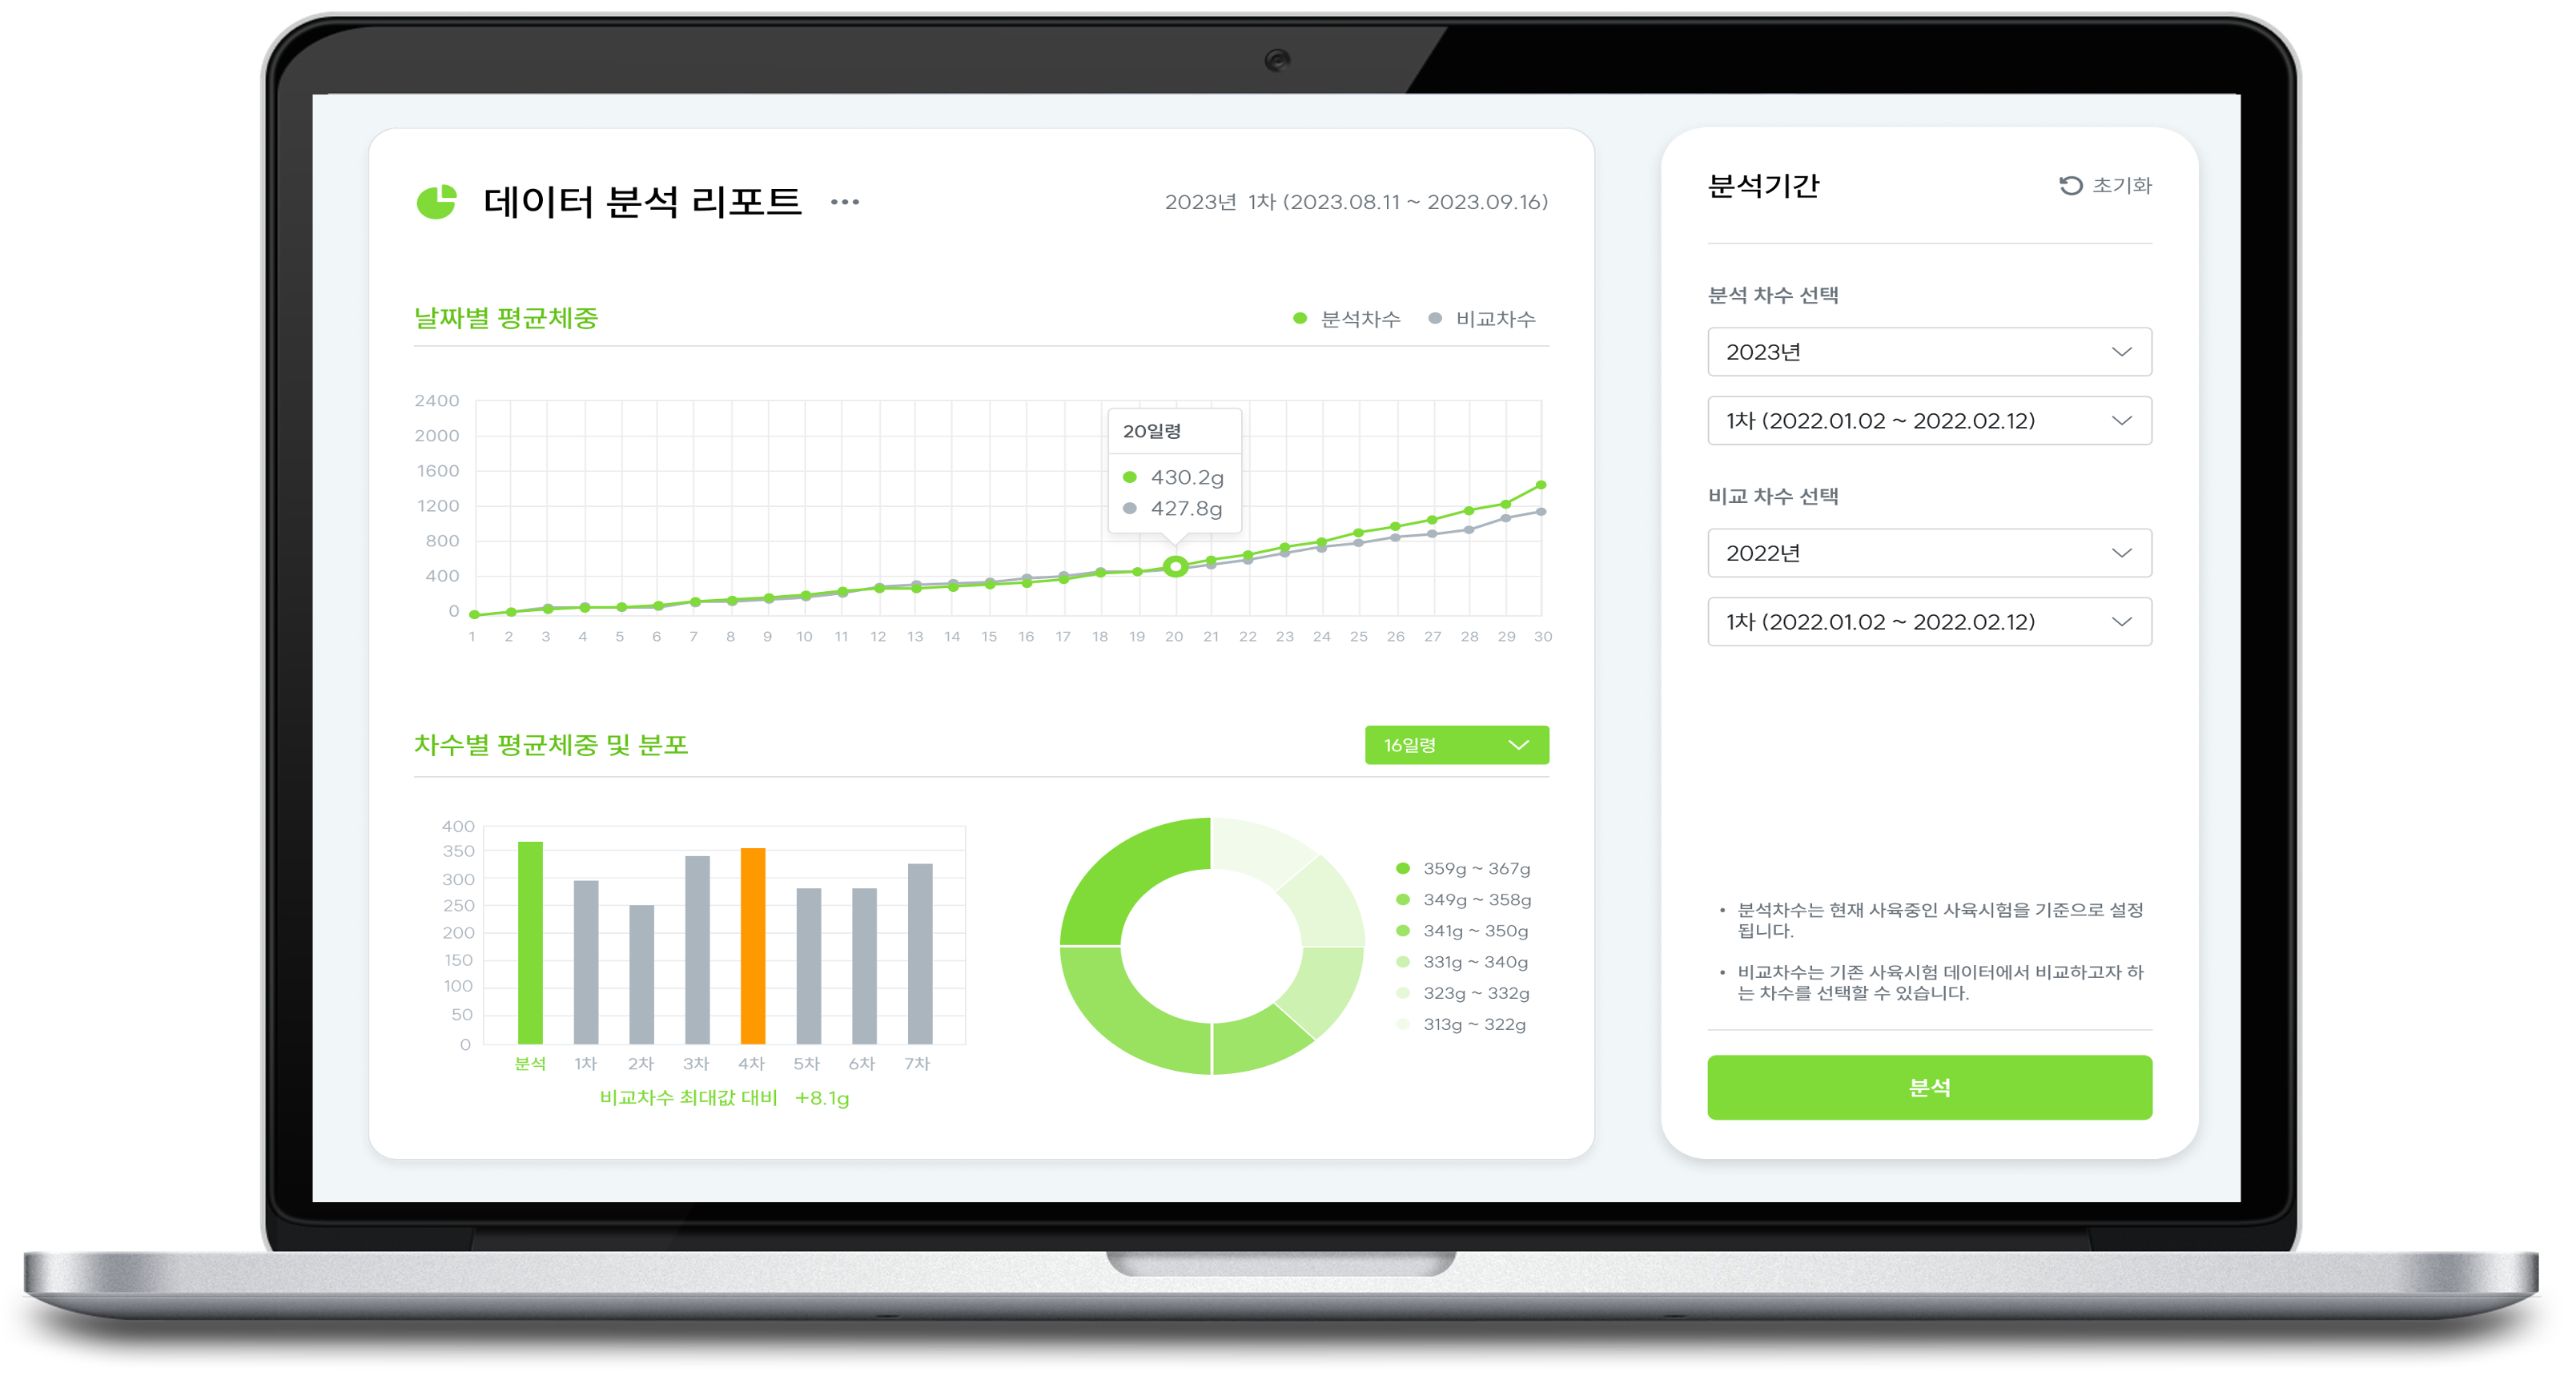 데이터 분석 리포트
2023년 1차 (2023.08.11 ~ 2023.09.16)
날짜별 평균체중
분석차수 비교차수
2400
2000
1600
1200
800
400
0
20일령
430.2g
427.8g
1 2 3 4 5 6 7 8 9 10 11 12 13 14 15 16 17 18 19 20 21 22 23 24 25 26 27 28 29 30
차수별 평균체중 및 분포
16일령
400
350
300
250
200
150
100
50
0
분석 1차 2차 3차 4차 5차 6차 7차
비교차수 최대값 대비 +8.1g
359g ~ 367g
349g ~ 358g
341g ~ 350g
331g ~ 340g
323g ~ 332g
313g ~ 322g
분석기간
초기화
분석 차수 선택
2023년
1차 (2022.01.02 ~ 2022.02.12)
비교 차수 선택
2022년
1차 (2022.01.02 ~ 2022.02.12)
• 분석차수는 현재 사육중인 사육시험을 기준으로 설정
됩니다.
• 비교차수는 기존 사육시험 데이터에서 비교하고자 하
는 차수를 선택할 수 있습니다.
분석